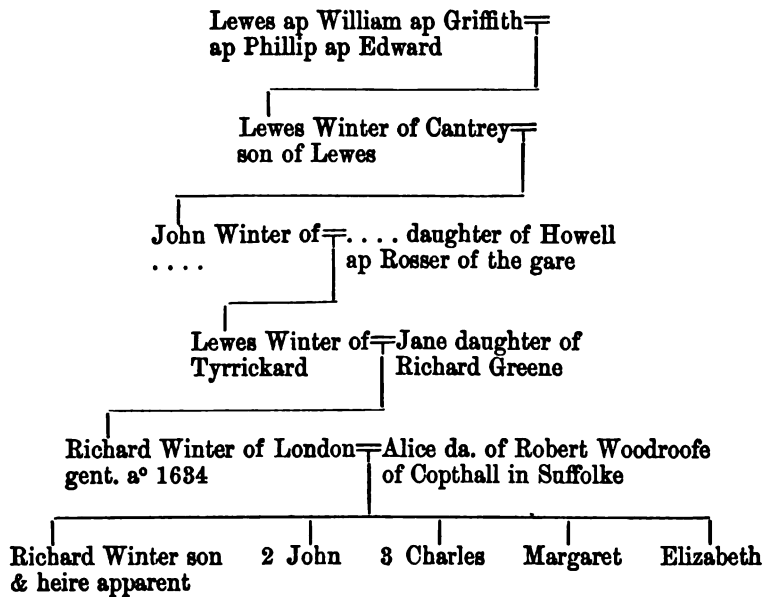 Lewes ap William ap Griffith
ap Phillip ap Edward
Lewes Winter of Cantrey
son of Lewes
John Winter of
. . . .
. . . . daughter of Howell
ap Rosser of the gare
Lewes Winter of
Tyrrickard
Jane daughter of
Richard Greene
Richard Winter of London
gent. aº 1634
Alice da. of Robert Woodroofe
of Copthall in Suffolke
Richard Winter son
& heire apparent
2 John
3 Charles
Margaret
Elizabeth